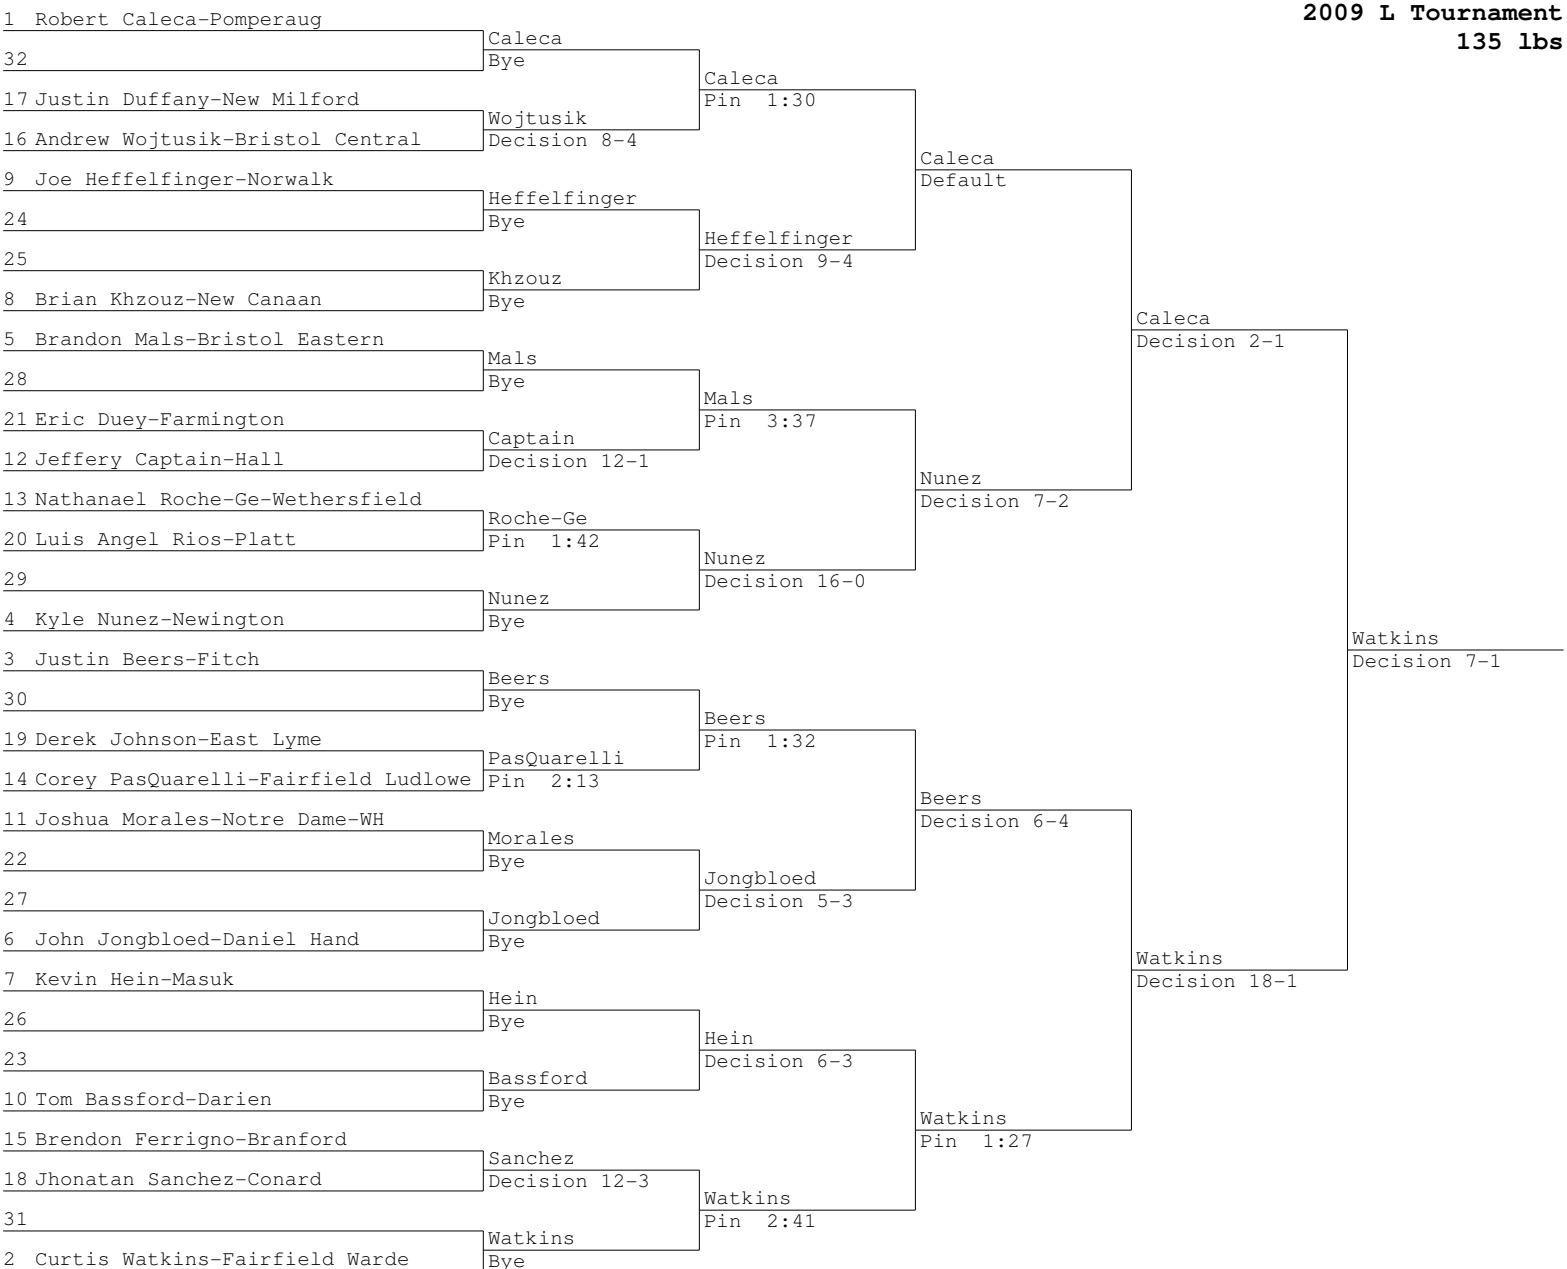 2009 L Tournament
135 lbs
1 Robert Caleca-Pomperaug
32
17 Justin Duffany-New Milford
16 Andrew Wojtusik-Bristol Central
9 Joe Heffelfinger-Norwalk
24
25
8 Brian Khzouz-New Canaan
5 Brandon Mals-Bristol Eastern
28
21 Eric Duey-Farmington
12 Jeffery Captain-Hall
13 Nathanael Roche-Ge-Wethersfield
20 Luis Angel Rios-Platt
29
4 Kyle Nunez-Newington
3 Justin Beers-Fitch
30
19 Derek Johnson-East Lyme
14 Corey PasQuarelli-Fairfield Ludlowe
11 Joshua Morales-Notre Dame-WH
22
27
6 John Jongbloed-Daniel Hand
7 Kevin Hein-Masuk
26
23
10 Tom Bassford-Darien
15 Brendon Ferrigno-Branford
18 Jhonatan Sanchez-Conard
31
2 Curtis Watkins-Fairfield Warde
Caleca
Bye
Wojtusik
Decision 8-4
Heffelfinger
Bye
Khzouz
Bye
Mals
Bye
Captain
Decision 12-1
Roche-Ge
Pin 1:42
Nunez
Bye
Beers
Bye
PasQuarelli
Pin 2:13
Morales
Bye
Jongbloed
Bye
Hein
Bye
Bassford
Bye
Sanchez
Decision 12-3
Watkins
Bye
Caleca
Pin 1:30
Heffelfinger
Decision 9-4
Mals
Pin 3:37
Nunez
Decision 16-0
Beers
Pin 1:32
Jongbloed
Decision 5-3
Hein
Decision 6-3
Watkins
Pin 2:41
Caleca
Default
Nunez
Decision 7-2
Beers
Decision 6-4
Watkins
Pin 1:27
Caleca
Decision 2-1
Watkins
Decision 18-1
Watkins
Decision 7-1